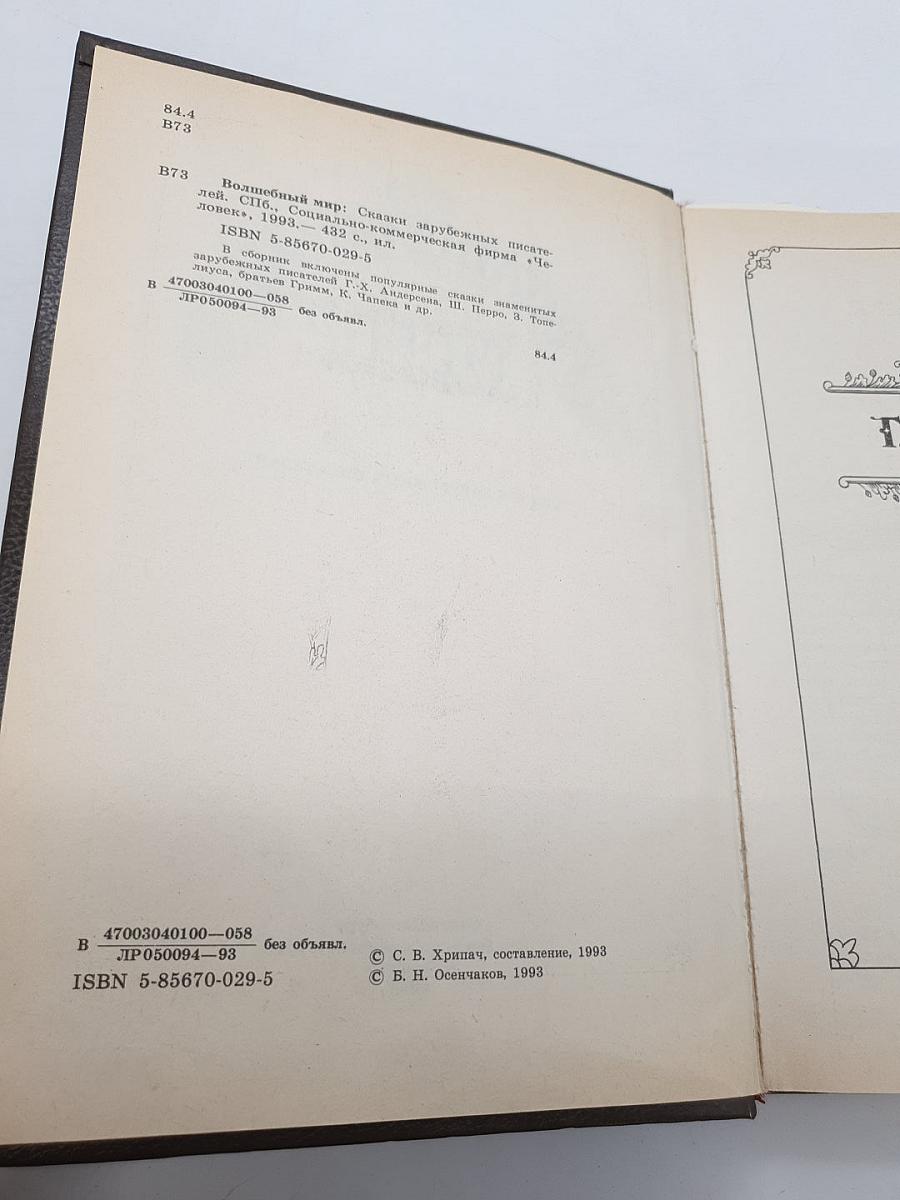 84.4
В73
В73 Волшебный мир: Сказки зарубежных писате-
лей. СПб., Социально-коммерческая фирма «Че-
ловек», 1993.— 432 с., ил.
ISBN 5-85670-029-5
В сборник включены популярные сказки знаменитых
зарубежных писателей Г.-Х. Андерсена, Ш. Перро, З. Топе-
лиуса, братьев Гримм, К. Чапека и др.
В 47003040100—058
ЛР050094—93 без объявл.
84.4
В 47003040100—058
ЛР050094—93 без объявл.
ISBN 5-85670-029-5
© С. В. Хрипач, составление, 1993
© Б. Н. Осенчаков, 1993